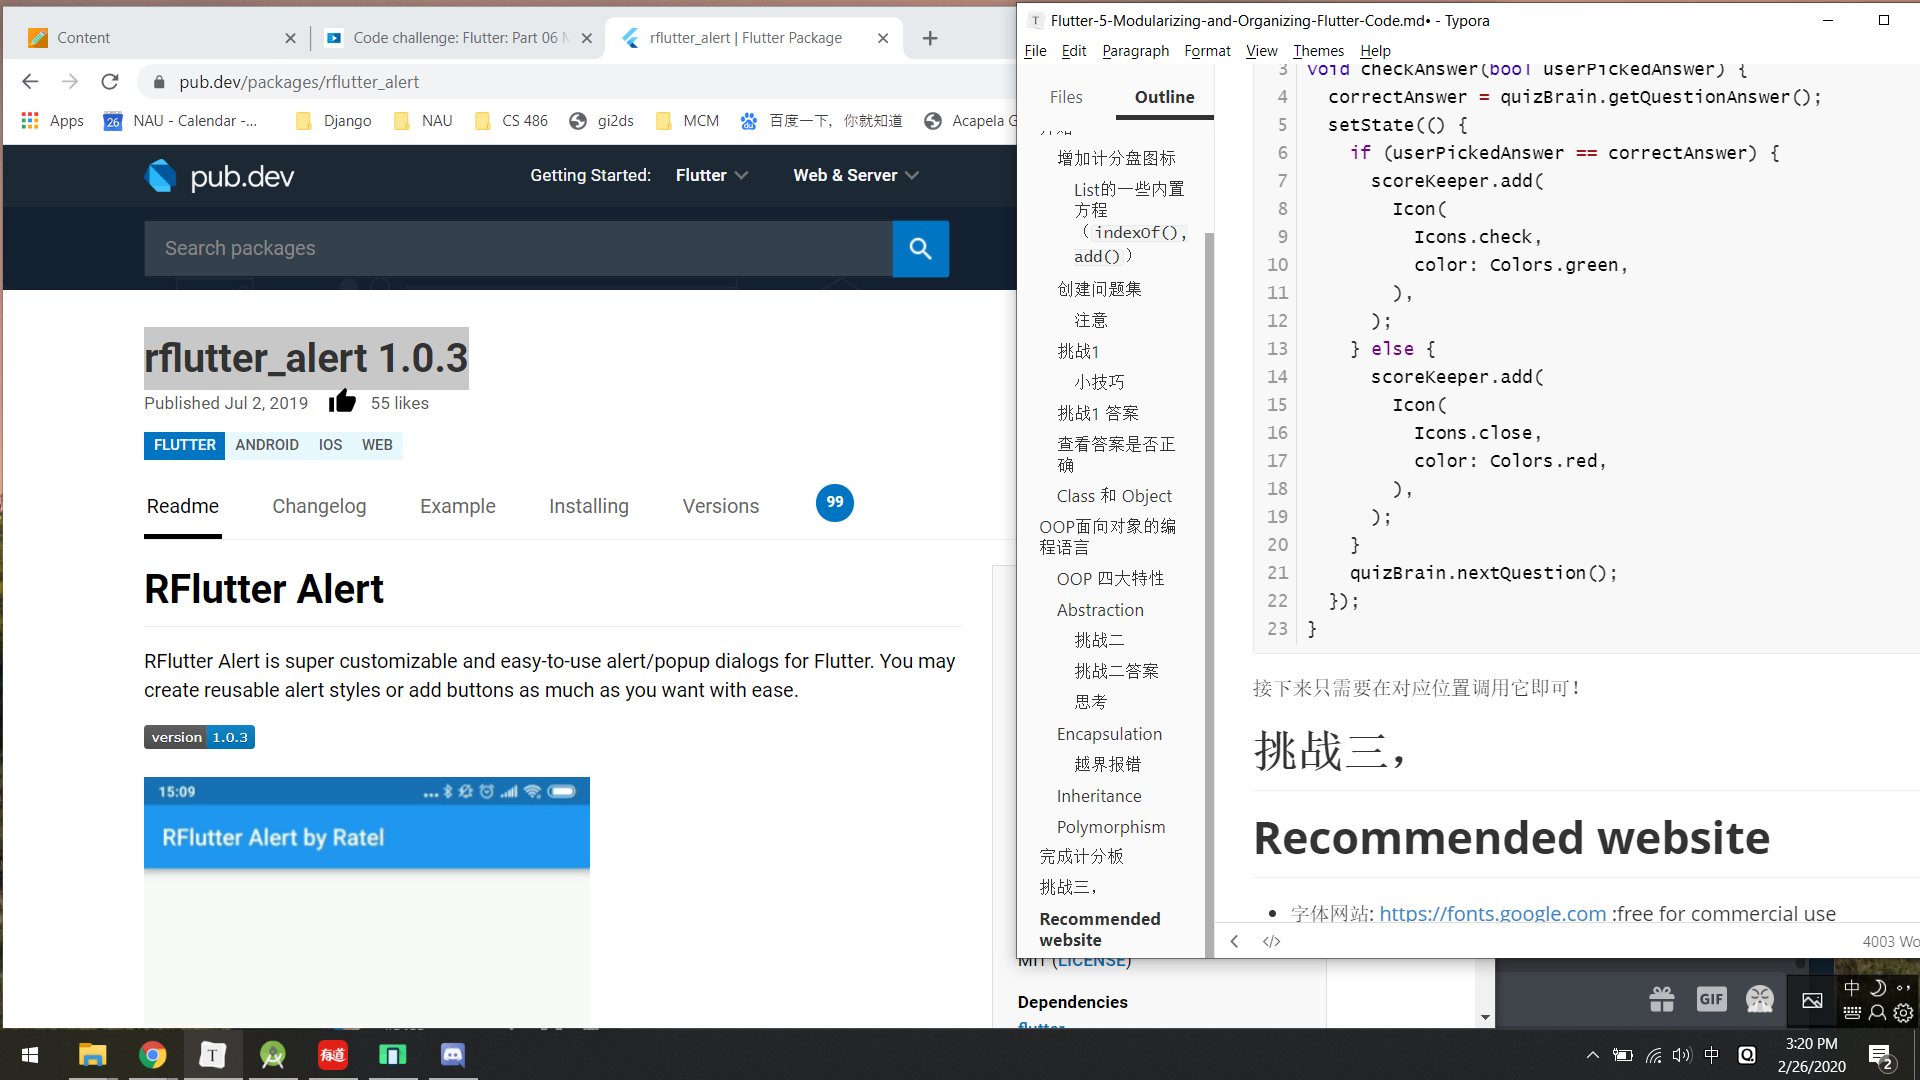 Content
Code challenge: Flutter: Part 06 M
rflutter_alert | Flutter Package
pub.dev/packages/rflutter_alert
Apps
26
NAU - Calendar -...
Django
NAU
CS 486
gi2ds
MCM
百度一下，你就知道
Acapela G
pub.dev
Getting Started:
Flutter
Web & Server
Search packages
rflutter_alert 1.0.3
Published Jul 2, 2019
55 likes
FLUTTER ANDROID IOS WEB
Readme
Changelog
Example
Installing
Versions
99
RFlutter Alert
RFlutter Alert is super customizable and easy-to-use alert/popup dialogs for Flutter. You may
create reusable alert styles or add buttons as much as you want with ease.
version 1.0.3
15:09
RFlutter Alert by Ratel
MIT (LICENSE)
Dependencies
flutter
T Flutter-5-Modularizing-and-Organizing-Flutter-Code.md• - Typora
File Edit Paragraph Format View Themes Help
Files
Outline
开始
增加计分盘图标
List的一些内置
方程
（indexOf(),
add()）
创建问题集
注意
挑战1
小技巧
挑战1 答案
查看答案是否正
确
Class 和 Object
OOP面向对象的编
程语言
OOP 四大特性
Abstraction
挑战二
挑战二答案
思考
Encapsulation
越界报错
Inheritance
Polymorphism
完成计分板
挑战三，
Recommended
website
3 void checkAnswer(bool userPickedAnswer) {
4 correctAnswer = quizBrain.getQuestionAnswer();
5 setState(() {
6 if (userPickedAnswer == correctAnswer) {
7 scoreKeeper.add(
8 Icon(
9 Icons.check,
10 color: Colors.green,
11 ),
12 );
13 } else {
14 scoreKeeper.add(
15 Icon(
16 Icons.close,
17 color: Colors.red,
18 ),
19 );
20 }
21 quizBrain.nextQuestion();
22 });
23 }
接下来只需要在对应位置调用它即可！
挑战三，
Recommended website
字体网站: https://fonts.google.com :free for commercial use
</>
4003 Wo
GIF
中
T
有道
中
3:20 PM
2/26/2020
2